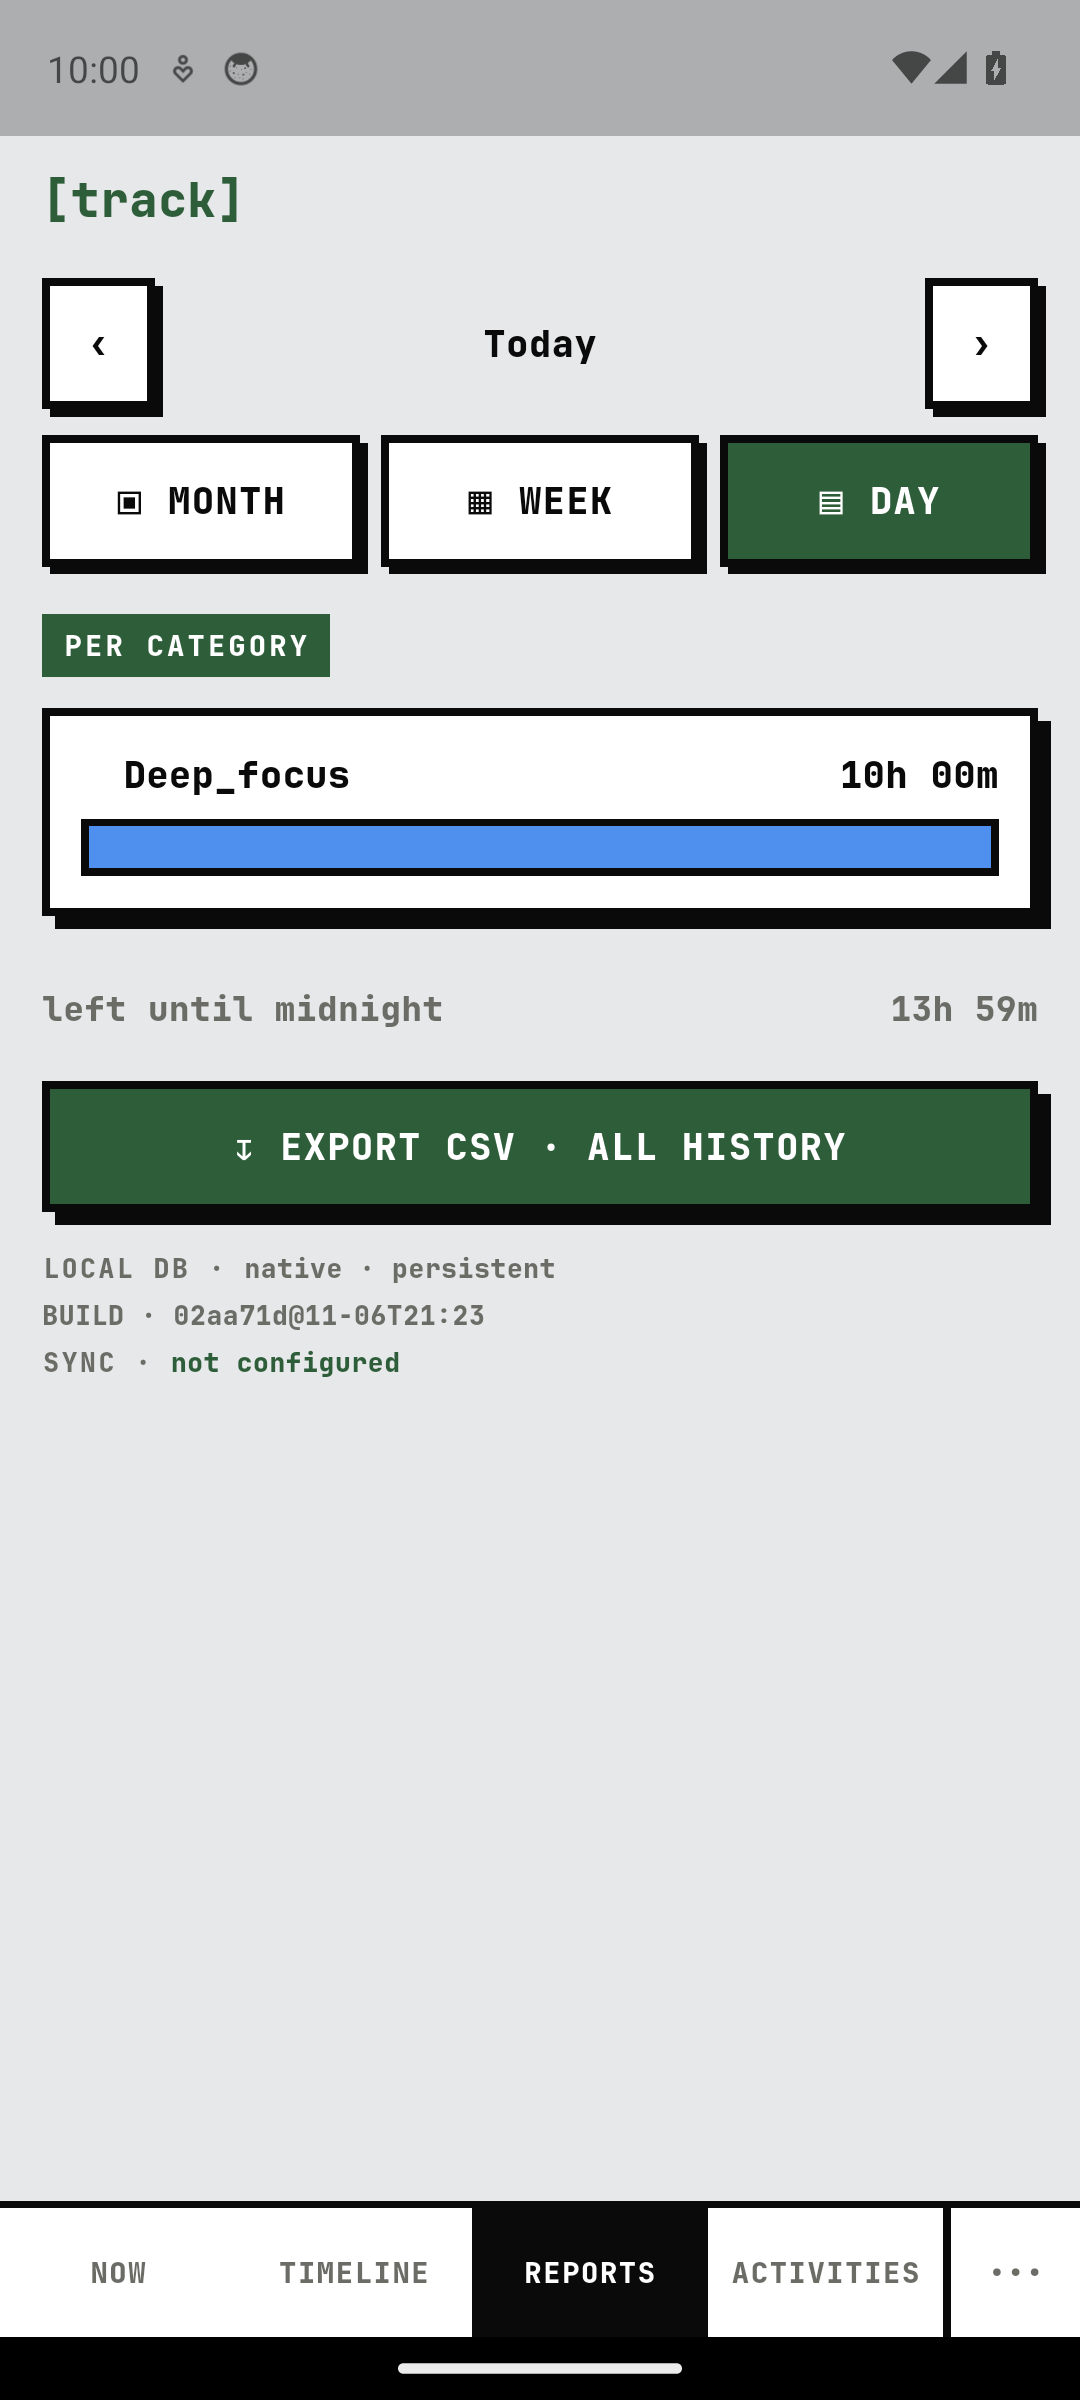 10:00
[track]
‹ Today ›
▣ MONTH ▦ WEEK ▤ DAY
PER CATEGORY
Deep_focus 10h 00m
left until midnight 13h 59m
↧ EXPORT CSV · ALL HISTORY
LOCAL DB · native · persistent
BUILD · 02aa71d@11-06T21:23
SYNC · not configured
NOW TIMELINE REPORTS ACTIVITIES ···